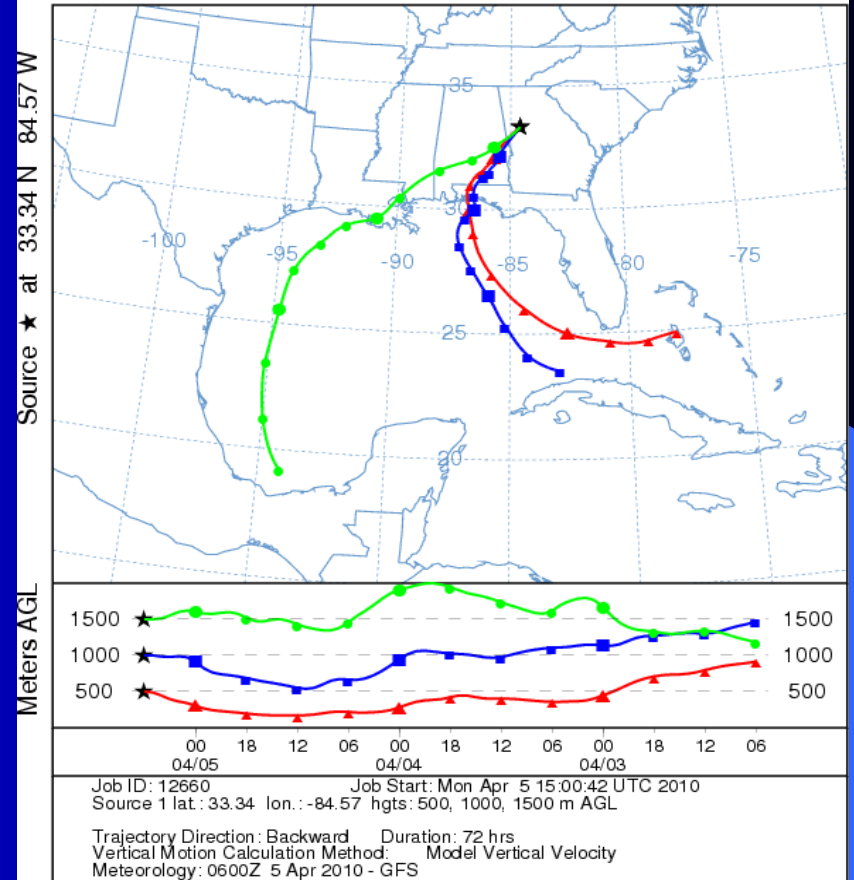 Source ★ at 33.34 N 84.57 W
35
30
-100
-95
-90
-85
-80
-75
25
20
Meters AGL
1500 1500
1000 1000
500 500
00 18 12 06 00 18 12 06 00 18 12 06
04/05 04/04 04/03
Job ID: 12660 Job Start: Mon Apr 5 15:00:42 UTC 2010
Source 1 lat.: 33.34 lon.: -84.57 hgts: 500, 1000, 1500 m AGL
Trajectory Direction: Backward Duration: 72 hrs
Vertical Motion Calculation Method: Model Vertical Velocity
Meteorology: 0600Z 5 Apr 2010 - GFS